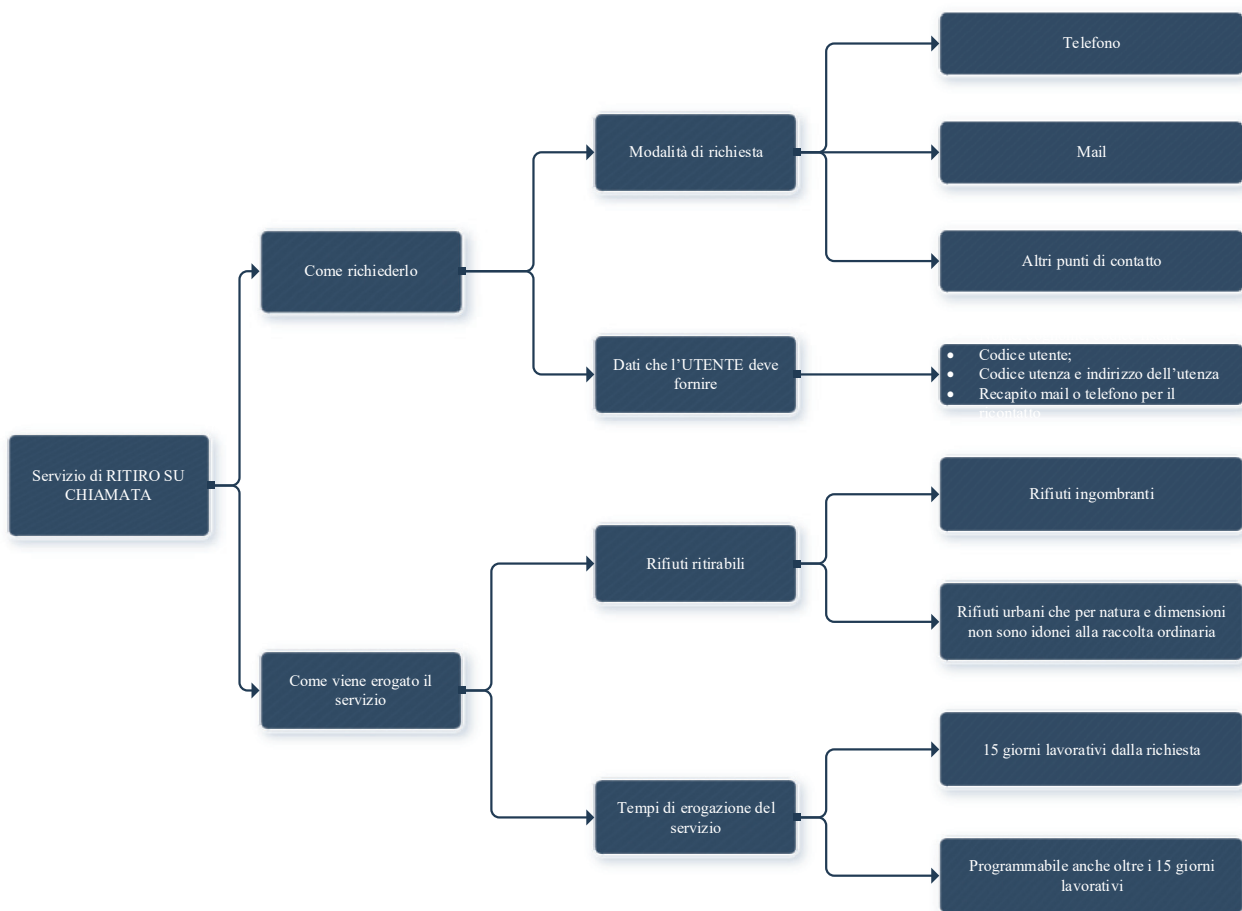 Telefono
Modalità di richiesta
Mail
Come richiederlo
Altri punti di contatto
Dati che l’UTENTE deve
fornire
• Codice utente;
• Codice utenza e indirizzo dell’utenza
• Recapito mail o telefono per il
ricontatto
Servizio di RITIRO SU
CHIAMATA
Rifiuti ingombranti
Rifiuti ritirabili
Rifiuti urbani che per natura e dimensioni
non sono idonei alla raccolta ordinaria
Come viene erogato il
servizio
15 giorni lavorativi dalla richiesta
Tempi di erogazione del
servizio
Programmabile anche oltre i 15 giorni
lavorativi